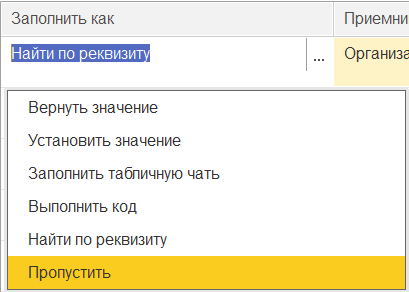 Заполнить как
Приемни
Найти по реквизиту
...
Организа
Вернуть значение
Установить значение
Заполнить табличную чать
Выполнить код
Найти по реквизиту
Пропустить